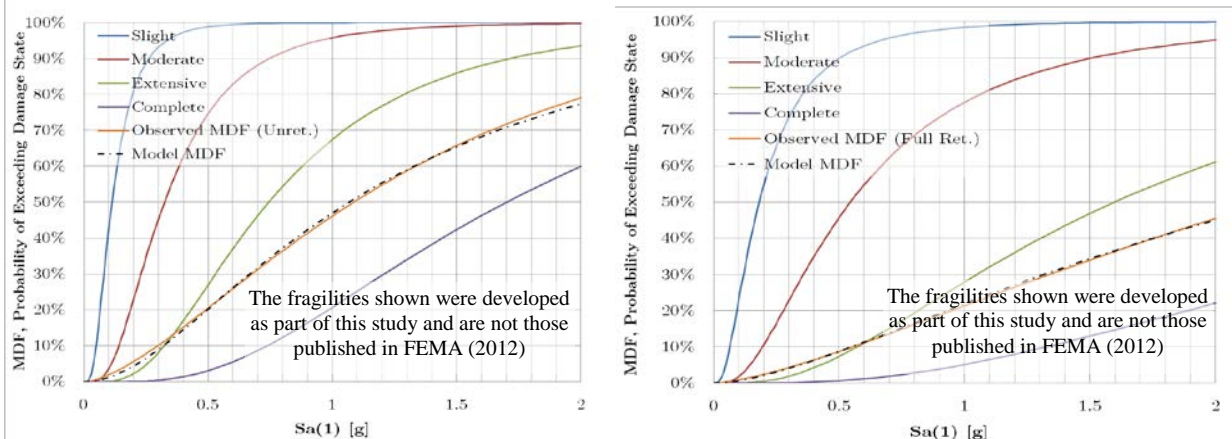 MDF, Probability of Exceeding Damage State
100%
90%
80%
70%
60%
50%
40%
30%
20%
10%
0%
Slight
Moderate
Extensive
Complete
Observed MDF (Unret.)
Model MDF
The fragilities shown were developed
as part of this study and are not those
published in FEMA (2012)
0
0.5
1
1.5
2
Sa(1) [g]
MDF, Probability of Exceeding Damage State
100%
90%
80%
70%
60%
50%
40%
30%
20%
10%
0%
Slight
Moderate
Extensive
Complete
Observed MDF (Full Ret.)
Model MDF
The fragilities shown were developed
as part of this study and are not those
published in FEMA (2012)
0
0.5
1
1.5
2
Sa(1) [g]